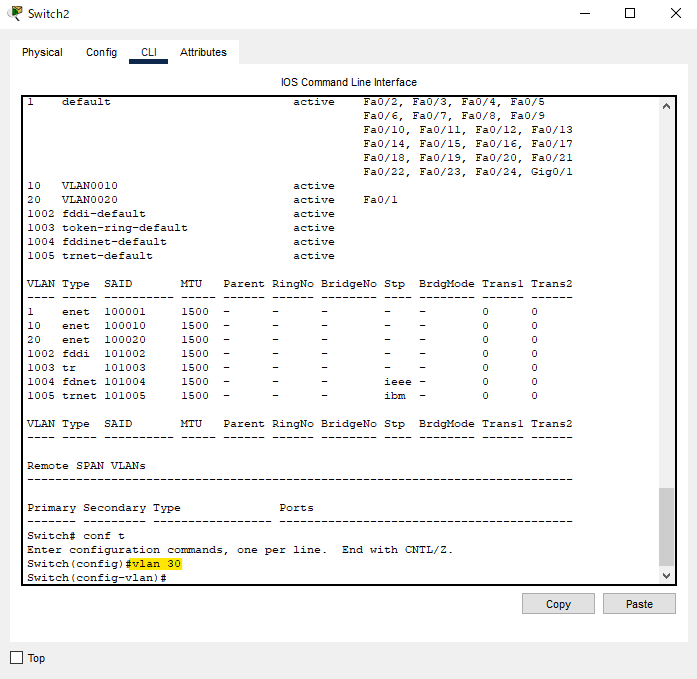 Switch2
Physical Config CLI Attributes
IOS Command Line Interface
1    default                          active    Fa0/2, Fa0/3, Fa0/4, Fa0/5
                                                Fa0/6, Fa0/7, Fa0/8, Fa0/9
                                                Fa0/10, Fa0/11, Fa0/12, Fa0/13
                                                Fa0/14, Fa0/15, Fa0/16, Fa0/17
                                                Fa0/18, Fa0/19, Fa0/20, Fa0/21
                                                Fa0/22, Fa0/23, Fa0/24, Gig0/1
10   VLAN0010                         active
20   VLAN0020                         active    Fa0/1
1002 fddi-default                     active
1003 token-ring-default               active
1004 fddinet-default                  active
1005 trnet-default                    active
VLAN Type  SAID       MTU   Parent RingNo BridgeNo Stp  BrdgMode Trans1 Trans2
---- ----- ---------- ----- ------ ------ -------- ---- -------- ------ ------
1    enet  100001     1500  -      -      -        -    -        0      0
10   enet  100010     1500  -      -      -        -    -        0      0
20   enet  100020     1500  -      -      -        -    -        0      0
1002 fddi  101002     1500  -      -      -        -    -        0      0
1003 tr    101003     1500  -      -      -        -    -        0      0
1004 fdnet 101004     1500  -      -      -        ieee -        0      0
1005 trnet 101005     1500  -      -      -        ibm  -        0      0
VLAN Type  SAID       MTU   Parent RingNo BridgeNo Stp  BrdgMode Trans1 Trans2
---- ----- ---------- ----- ------ ------ -------- ---- -------- ------ ------
Remote SPAN VLANs
------------------------------------------------------------------------------
Primary Secondary Type              Ports
------- --------- ----------------- ------------------------------------------
Switch# conf t
Enter configuration commands, one per line.  End with CNTL/Z.
Switch(config)#vlan 30
Switch(config-vlan)#
Copy Paste
Top